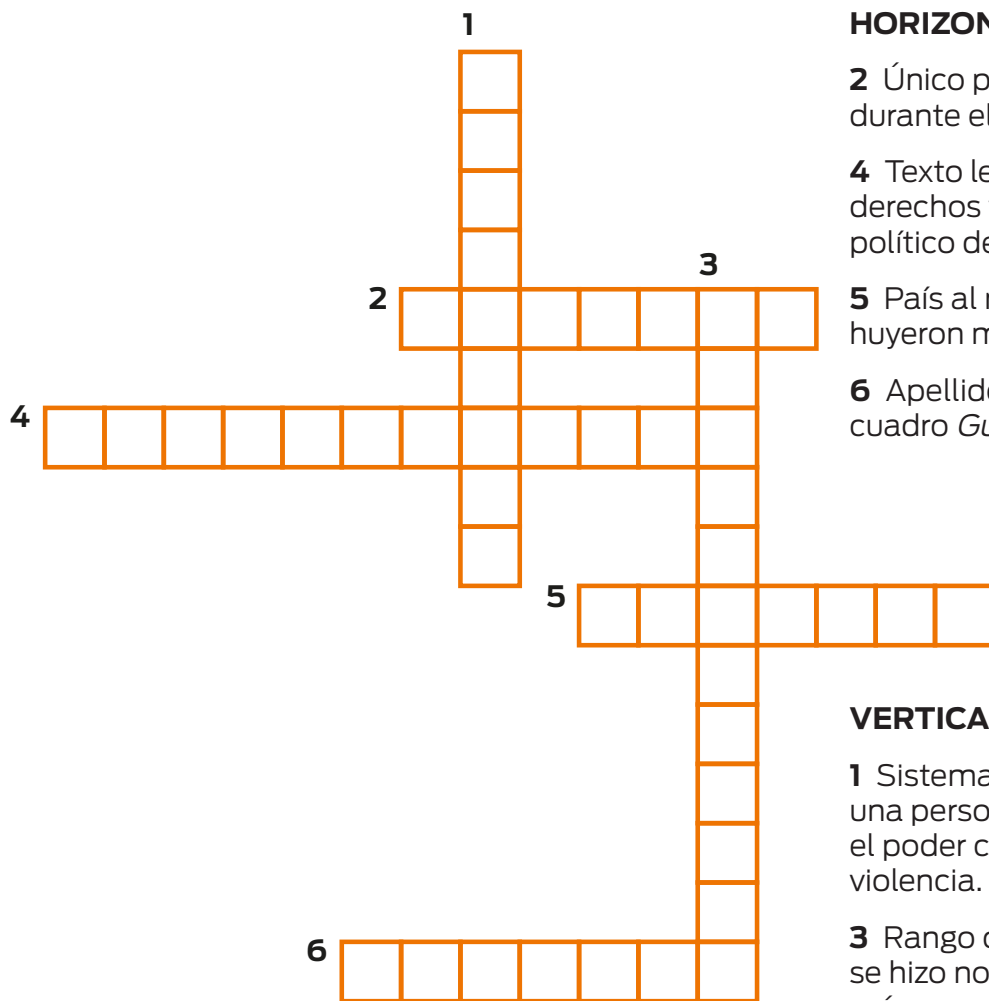 1
3
2
4
5
6
HORIZON
2 Único p
durante el
4 Texto le
derechos
político de
5 País al
huyeron m
6 Apellido
cuadro Gu
VERTICA
1 Sistema
una perso
el poder c
violencia.
3 Rango
se hizo no